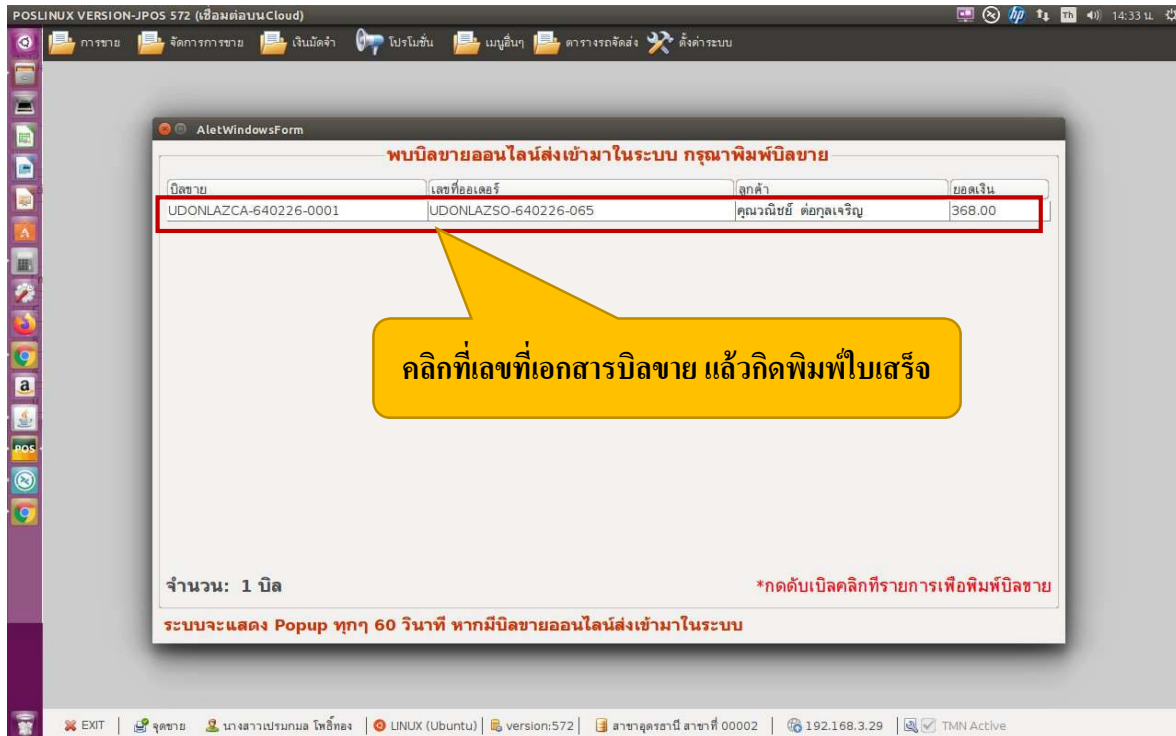 POSLINUX VERSION-JPOS 572 (เชื่อมต่อบนCloud)
hp Th 14:33 น.
การขาย จัดการการขาย เงินมัดจำ โปรโมชั่น เมนูอื่นๆ ตารางรถจัดส่ง ตั้งค่าระบบ
AletWindowsForm
พบบิลขายออนไลน์ส่งเข้ามาในระบบ กรุณาพิมพ์บิลขาย
บิลขาย เลขที่ออเดอร์ ลูกค้า ยอดเงิน
UDONLAZCA-640226-0001 UDONLAZSO-640226-065 คุณวณิชย์ ต่อกุลเจริญ 368.00
คลิกที่เลขที่เอกสารบิลขาย แล้วกิดพิมพ์ใบเสร็จ
a
POS
จำนวน: 1 บิล *กดดับเบิลคลิกที่รายการเพื่อพิมพ์บิลขาย
ระบบจะแสดง Popup ทุกๆ 60 วินาที หากมีบิลขายออนไลน์ส่งเข้ามาในระบบ
EXIT จุดขาย นางสาวเปรมกมล โพธิ์ทอง LINUX (Ubuntu) version:572 สาขาอุดรธานี สาขาที่ 00002 192.168.3.29 TMN Active